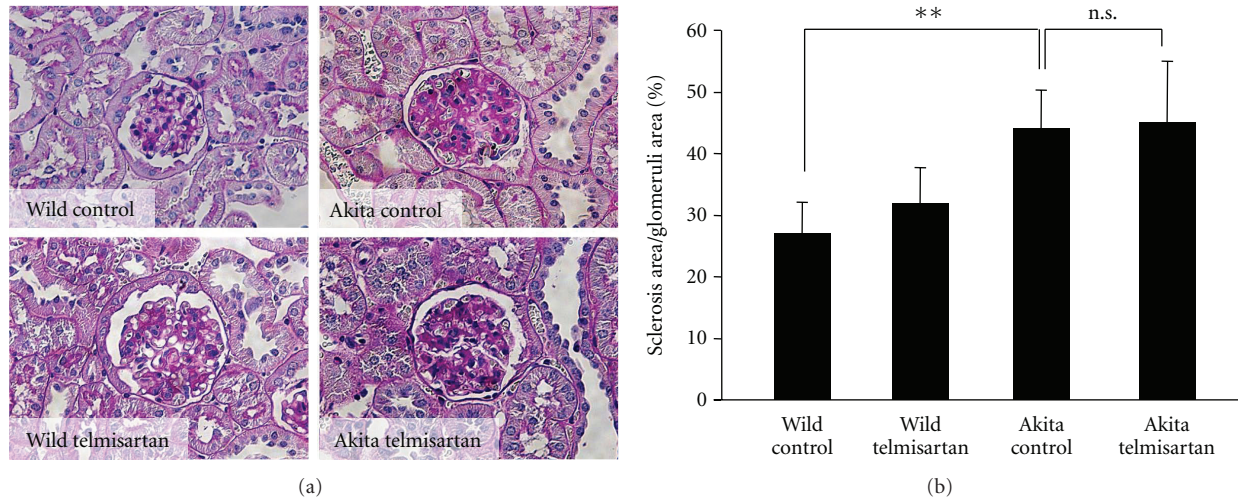 Wild control
Akita control
Wild telmisartan
Akita telmisartan
(a)
**
n.s.
Sclerosis area/glomeruli area (%)
60
50
40
30
20
10
0
Wild
control
Wild
telmisartan
Akita
control
Akita
telmisartan
(b)